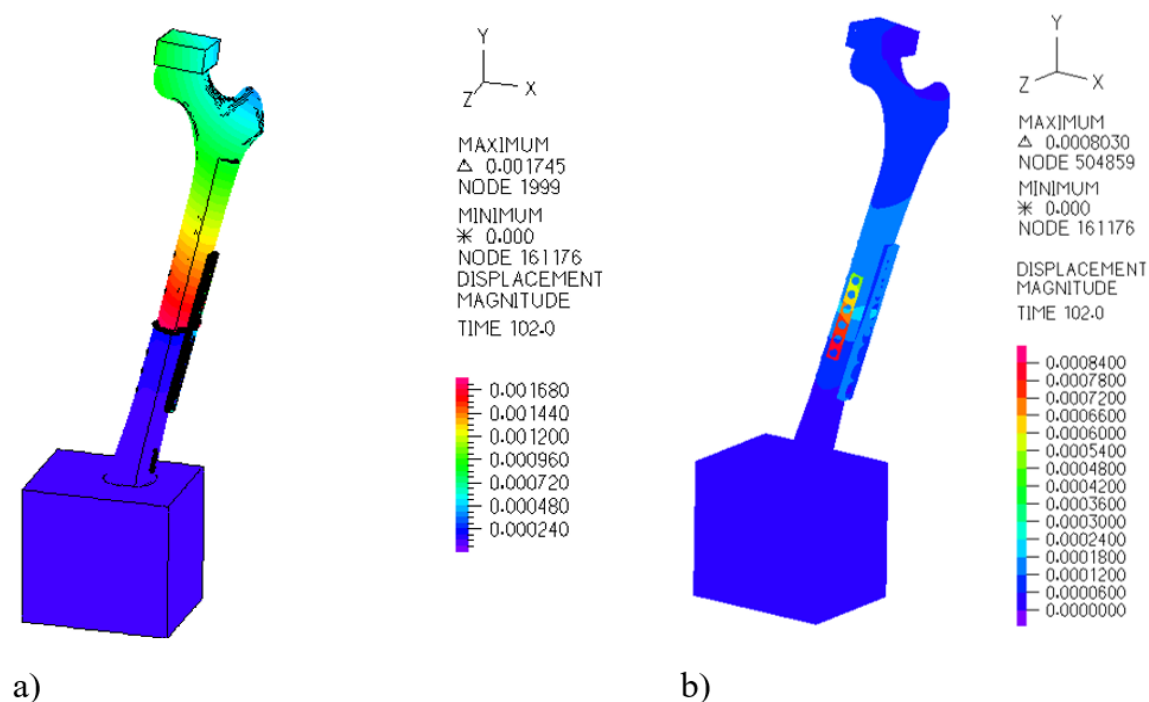 Y
X
Z
MAXIMUM
△ 0.001745
NODE 1999
MINIMUM
* 0.000
NODE 161176
DISPLACEMENT
MAGNITUDE
TIME 102.0
0.001680
0.001440
0.001200
0.000960
0.000720
0.000480
0.000240
a)
Y
Z
X
MAXIMUM
△ 0.0008030
NODE 504859
MINIMUM
* 0.000
NODE 161176
DISPLACEMENT
MAGNITUDE
TIME 102.0
0.0008400
0.0007800
0.0007200
0.0006600
0.0006000
0.0005400
0.0004800
0.0004200
0.0003600
0.0003000
0.0002400
0.0001800
0.0001200
0.0000600
0.0000000
b)